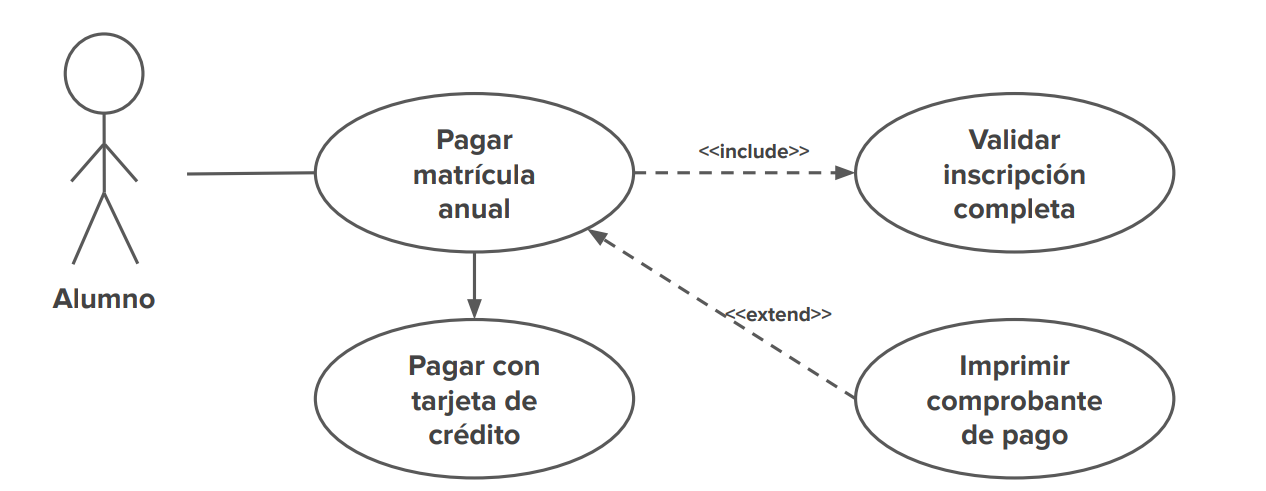 Pagar
matrícula
anual
<<include>>
Validar
inscripción
completa
Alumno
<<extend>>
Pagar con
tarjeta de
crédito
Imprimir
comprobante
de pago